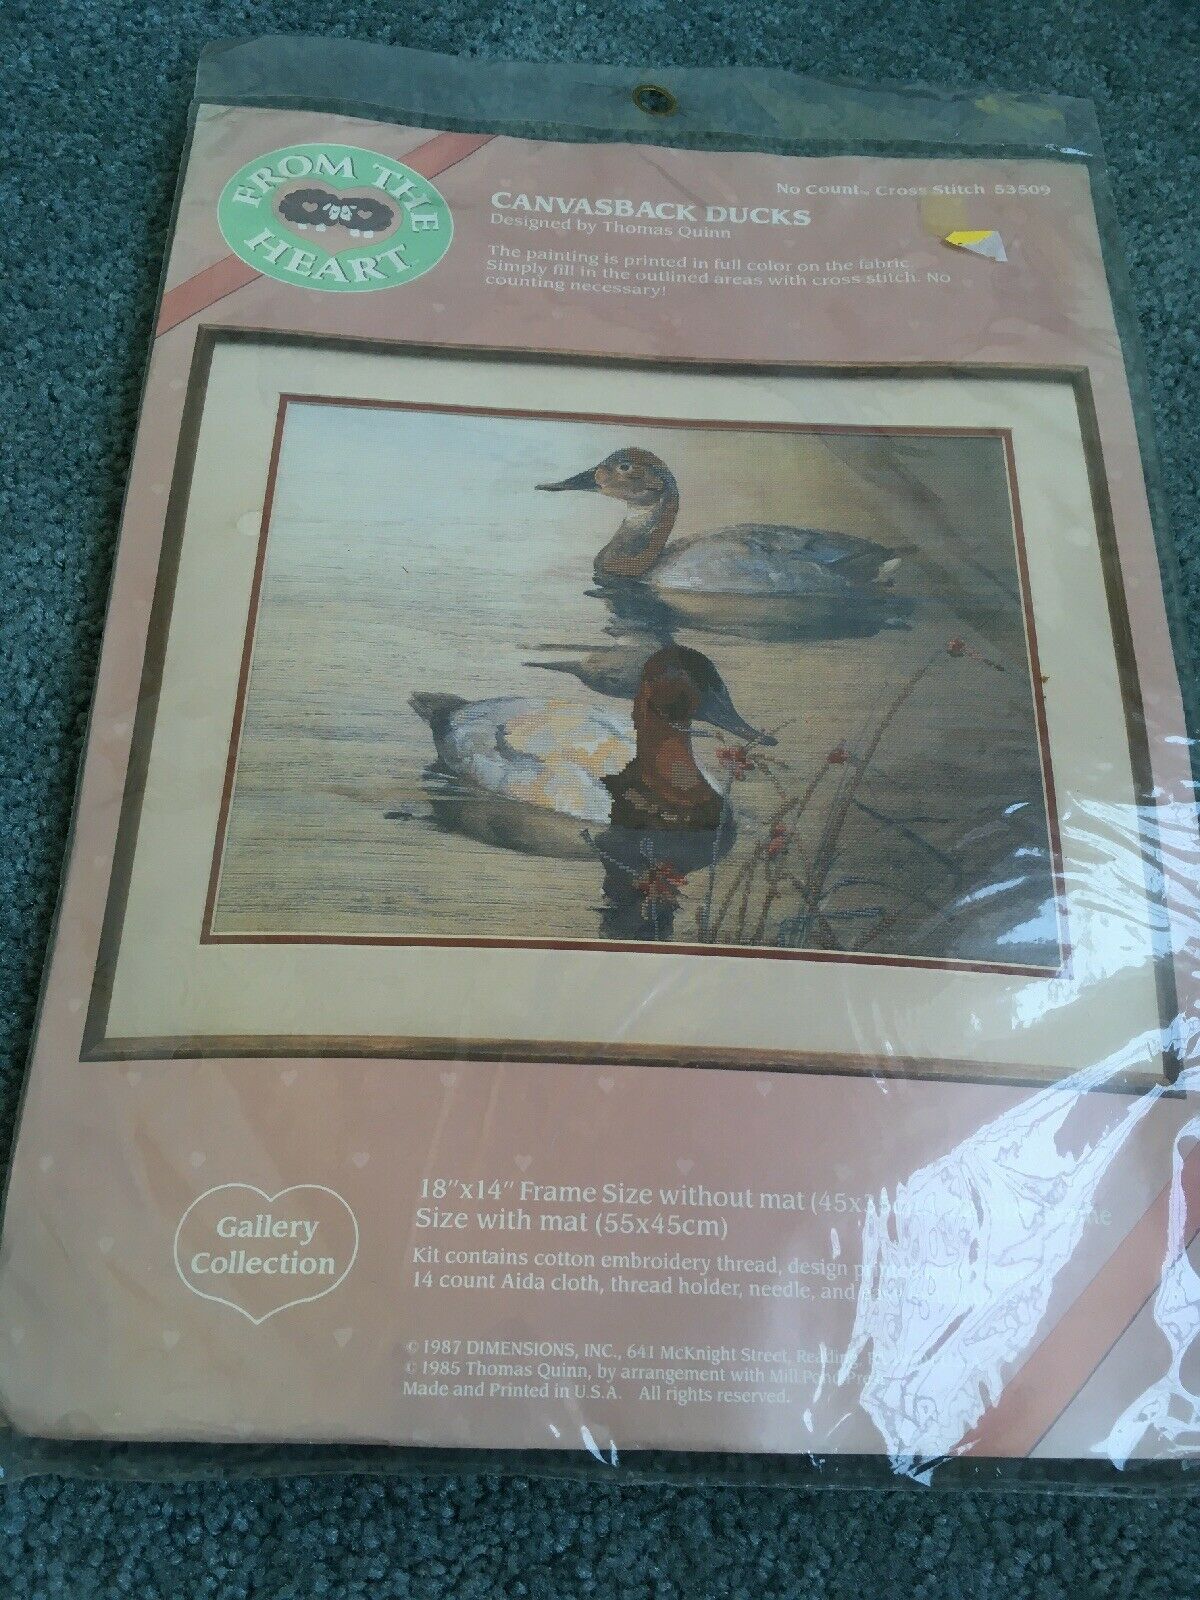 FROM THE
HEART
No Count™ Cross Stitch 53509
CANVASBACK DUCKS
Designed by Thomas Quinn
The painting is printed in full color on the fabric.
Simply fill in the outlined areas with cross stitch. No
counting necessary!
Gallery
Collection
18"x14" Frame Size without mat
Size with mat (55x45cm)
Kit contains cotton embroidery thread, design
14 count Aida cloth, thread holder, needle, and
© 1987 DIMENSIONS, INC., 641 McKnight Street, Reading,
© 1985 Thomas Quinn, by arrangement with Mill Pond
Made and Printed in U.S.A. All rights reserved.